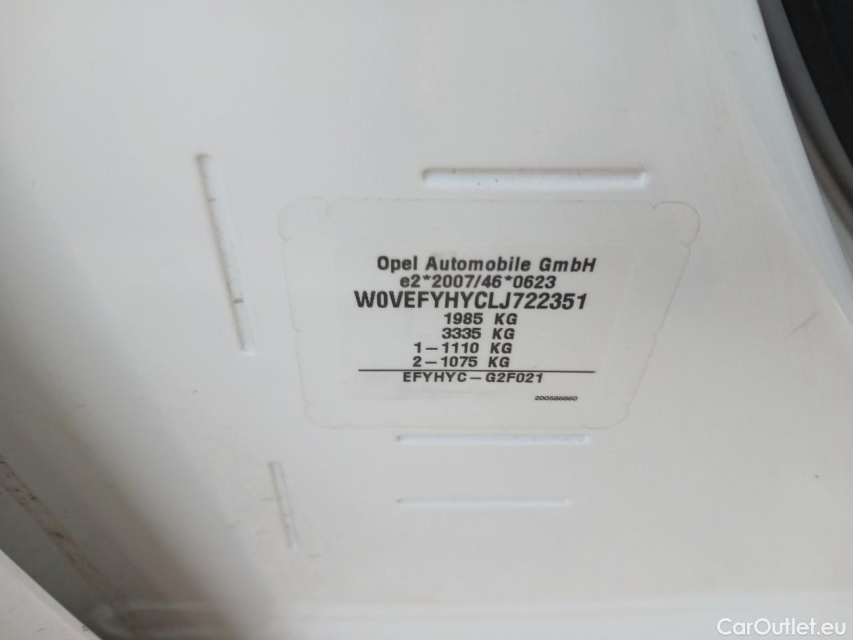 Opel Automobile GmbH
e2*2007/46*0623
W0VEFYHYCLJ722351
1985 KG
3335 KG
1-1110 KG
2-1075 KG
EFYHYC-G2F021
200586860
CarOutlet.eu